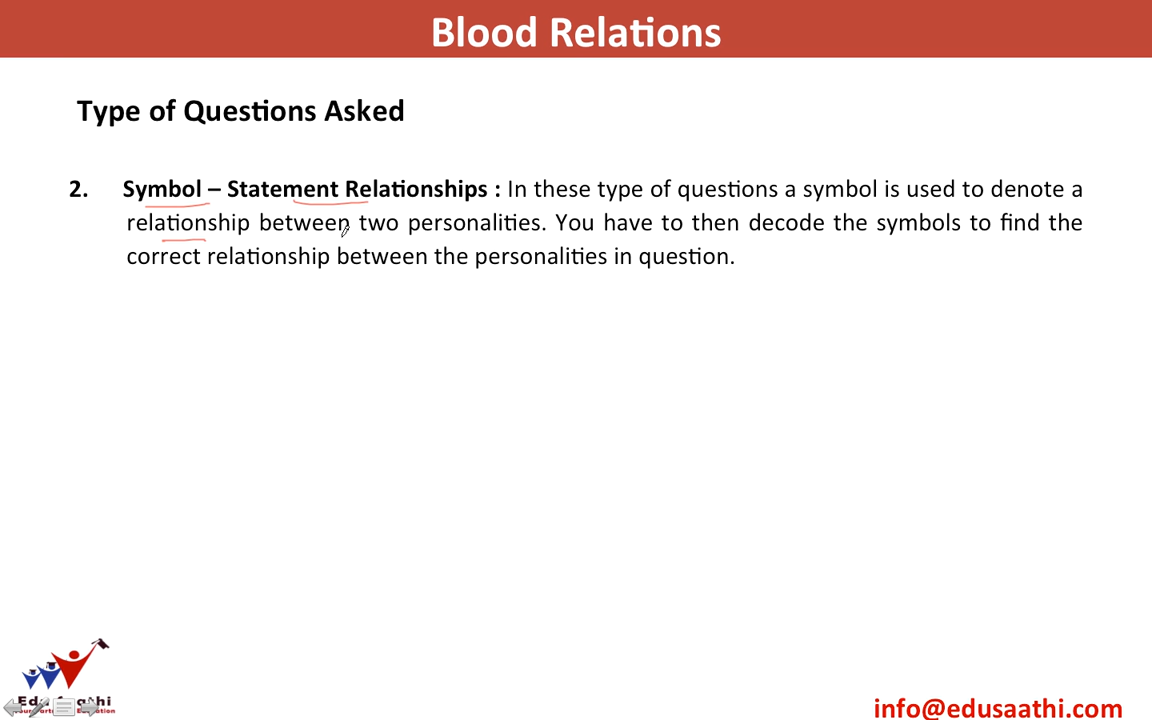 Blood Relations
Type of Questions Asked
2. Symbol – Statement Relationships : In these type of questions a symbol is used to denote a
relationship between two personalities. You have to then decode the symbols to find the
correct relationship between the personalities in question.
info@edusaathi.com